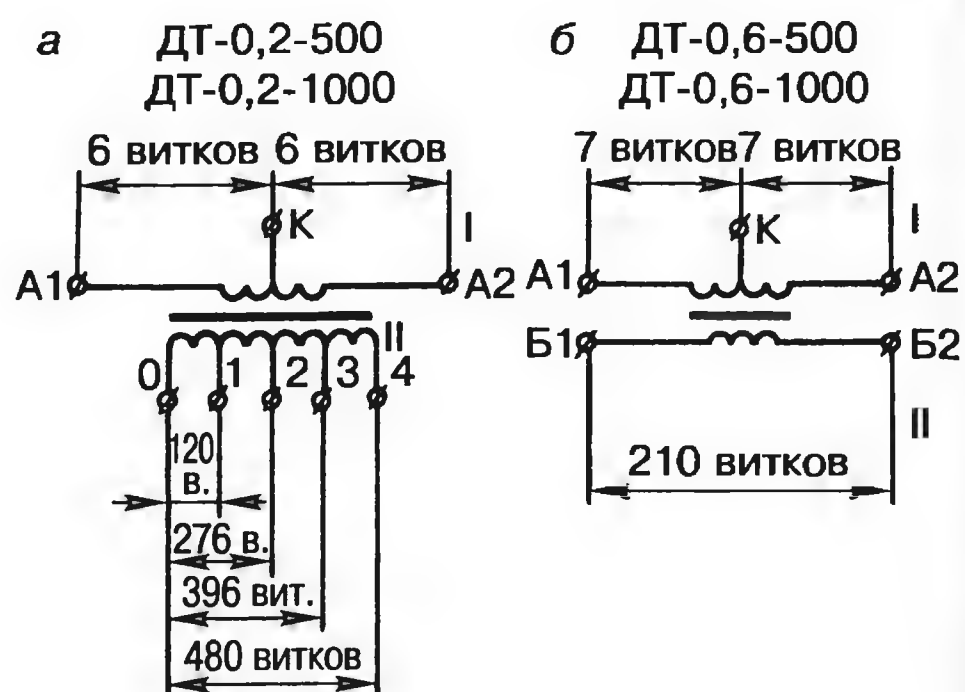 а ДТ-0,2-500
ДТ-0,2-1000
6 витков 6 витков
К
I
А1 А2
II
0 1 2 3 4
120
в.
276 в.
396 вит.
480 витков
б ДТ-0,6-500
ДТ-0,6-1000
7 витков 7 витков
К
I
А1 А2
Б1 Б2
II
210 витков